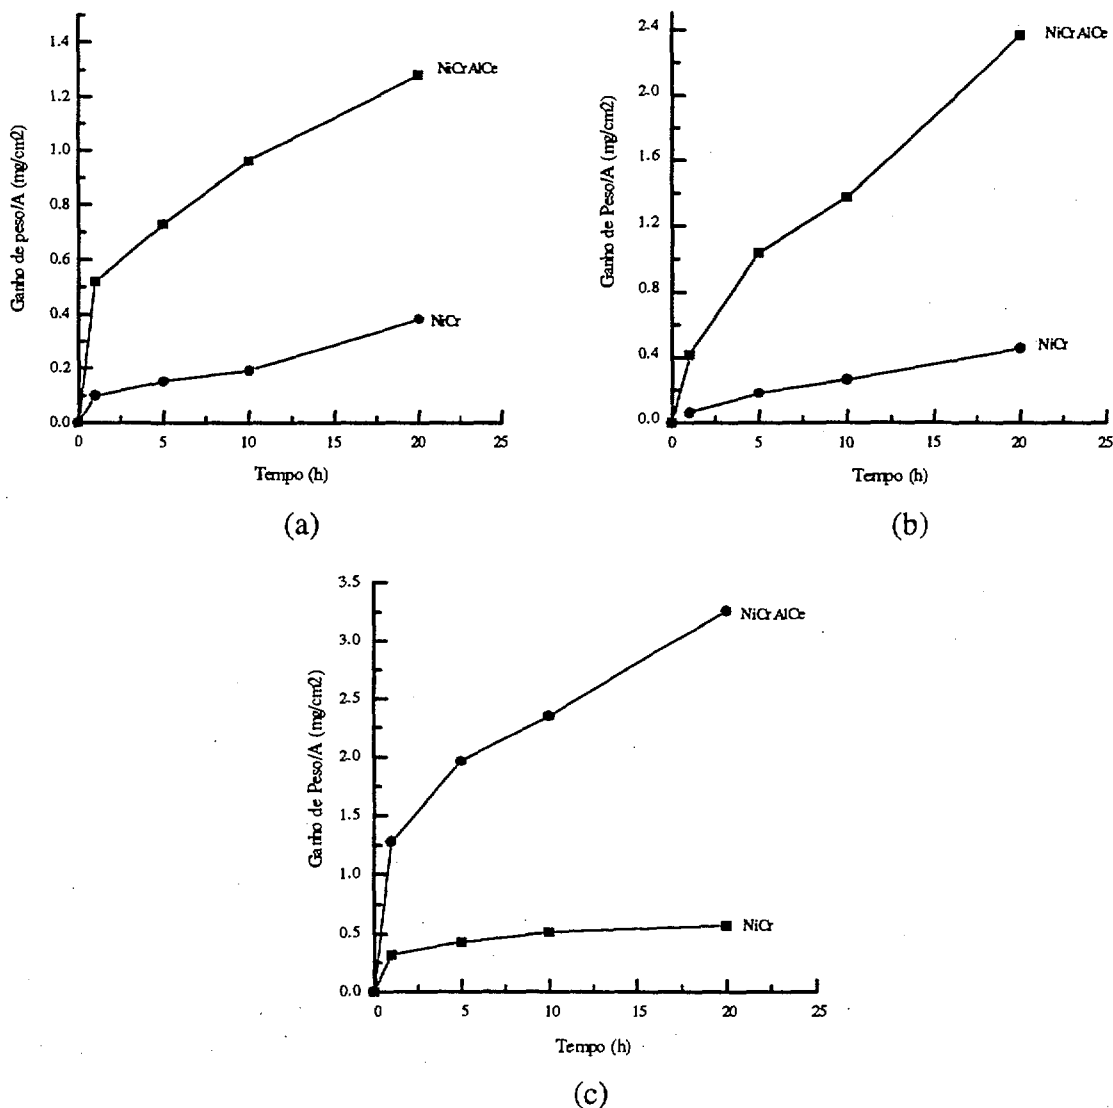 Ganho de peso/A (mg/cm2)
1.4
1.2
1.0
0.8
0.6
0.4
0.2
0.0
NiCrAlCe
NiCr
0 5 10 15 20 25
Tempo (h)
(a)
Ganho de Peso/A (mg/cm2)
2.4
2.0
1.6
1.2
0.8
0.4
0.0
NiCrAlCe
NiCr
0 5 10 15 20 25
Tempo (h)
(b)
Ganho de Peso/A (mg/cm2)
3.5
3.0
2.5
2.0
1.5
1.0
0.5
0.0
NiCrAlCe
NiCr
0 5 10 15 20 25
Tempo (h)
(c)